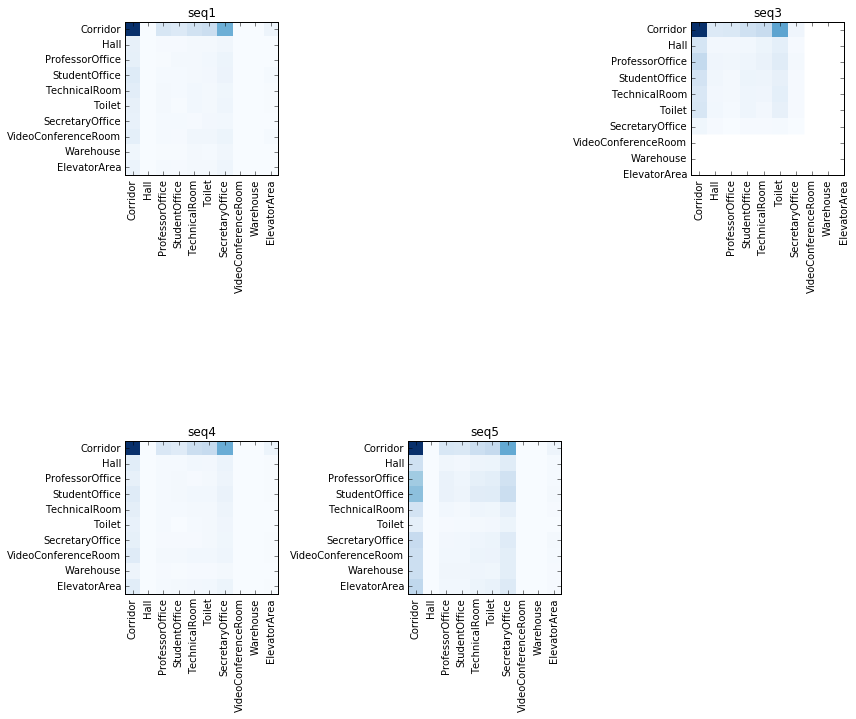 seq1
Corridor
Hall
ProfessorOffice
StudentOffice
TechnicalRoom
Toilet
SecretaryOffice
VideoConferenceRoom
Warehouse
ElevatorArea
Corridor
Hall
ProfessorOffice
StudentOffice
TechnicalRoom
Toilet
SecretaryOffice
VideoConferenceRoom
Warehouse
ElevatorArea
seq3
Corridor
Hall
ProfessorOffice
StudentOffice
TechnicalRoom
Toilet
SecretaryOffice
VideoConferenceRoom
Warehouse
ElevatorArea
Corridor
Hall
ProfessorOffice
StudentOffice
TechnicalRoom
Toilet
SecretaryOffice
VideoConferenceRoom
Warehouse
ElevatorArea
seq4
Corridor
Hall
ProfessorOffice
StudentOffice
TechnicalRoom
Toilet
SecretaryOffice
VideoConferenceRoom
Warehouse
ElevatorArea
Corridor
Hall
ProfessorOffice
StudentOffice
TechnicalRoom
Toilet
SecretaryOffice
VideoConferenceRoom
Warehouse
ElevatorArea
seq5
Corridor
Hall
ProfessorOffice
StudentOffice
TechnicalRoom
Toilet
SecretaryOffice
VideoConferenceRoom
Warehouse
ElevatorArea
Corridor
Hall
ProfessorOffice
StudentOffice
TechnicalRoom
Toilet
SecretaryOffice
VideoConferenceRoom
Warehouse
ElevatorArea